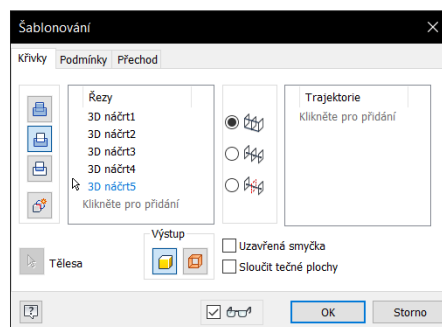 Šablonování
Křivky Podmínky Přechod
Řezy
3D náčrt1
3D náčrt2
3D náčrt3
3D náčrt4
3D náčrt5
Klikněte pro přidání
Trajektorie
Klikněte pro přidání
Tělesa
Výstup
Uzavřená smyčka
Sloučit tečné plochy
OK Storno